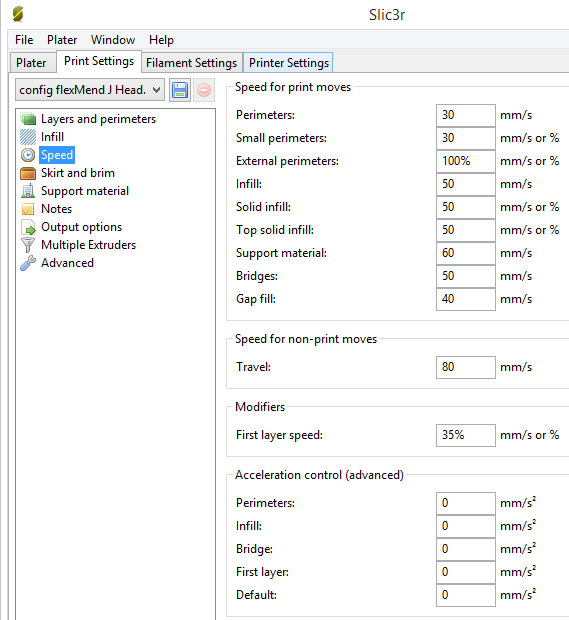 Slic3r
File Plater Window Help
Plater Print Settings Filament Settings Printer Settings
config flexMend J Head.
Layers and perimeters
Infill
Speed
Skirt and brim
Support material
Notes
Output options
Multiple Extruders
Advanced
Speed for print moves
Perimeters: 30 mm/s
Small perimeters: 30 mm/s or %
External perimeters: 100% mm/s or %
Infill: 50 mm/s
Solid infill: 50 mm/s or %
Top solid infill: 50 mm/s or %
Support material: 60 mm/s
Bridges: 50 mm/s
Gap fill: 40 mm/s
Speed for non-print moves
Travel: 80 mm/s
Modifiers
First layer speed: 35% mm/s or %
Acceleration control (advanced)
Perimeters: 0 mm/s²
Infill: 0 mm/s²
Bridge: 0 mm/s²
First layer: 0 mm/s²
Default: 0 mm/s²